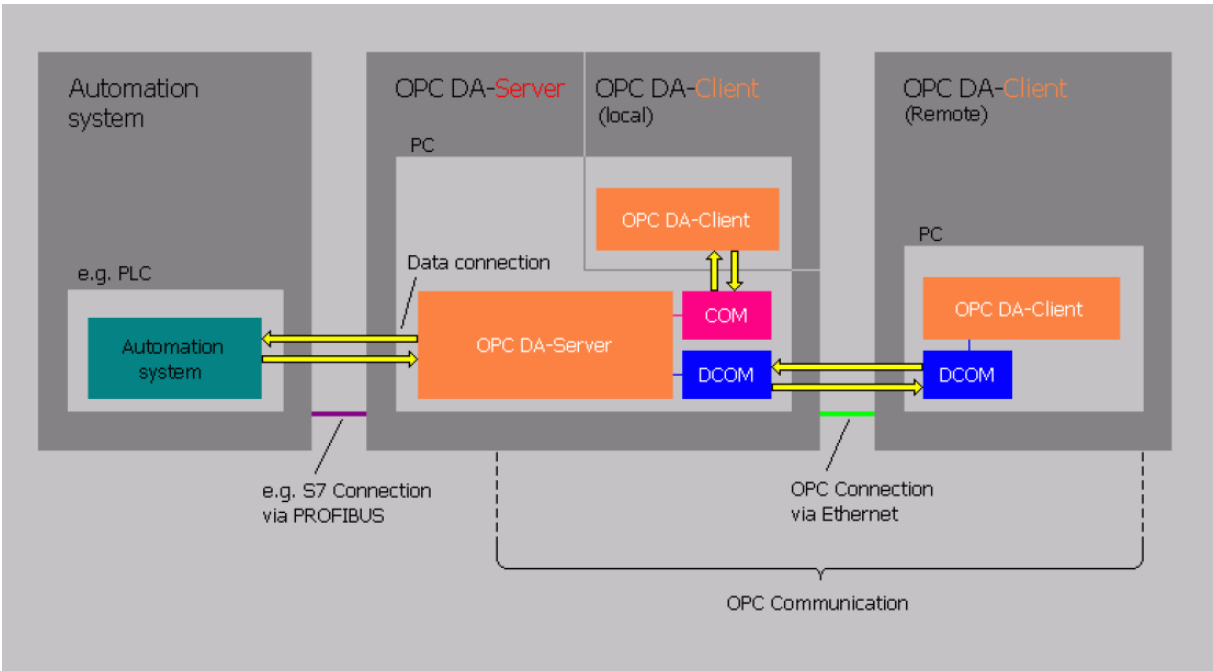 Automation
system
e.g. PLC
Automation
system
OPC DA-Server
OPC DA-Client
(local)
PC
OPC DA-Client
Data connection
COM
OPC DA-Server
DCOM
OPC DA-Client
(Remote)
PC
OPC DA-Client
DCOM
e.g. S7 Connection
via PROFIBUS
OPC Connection
via Ethernet
OPC Communication